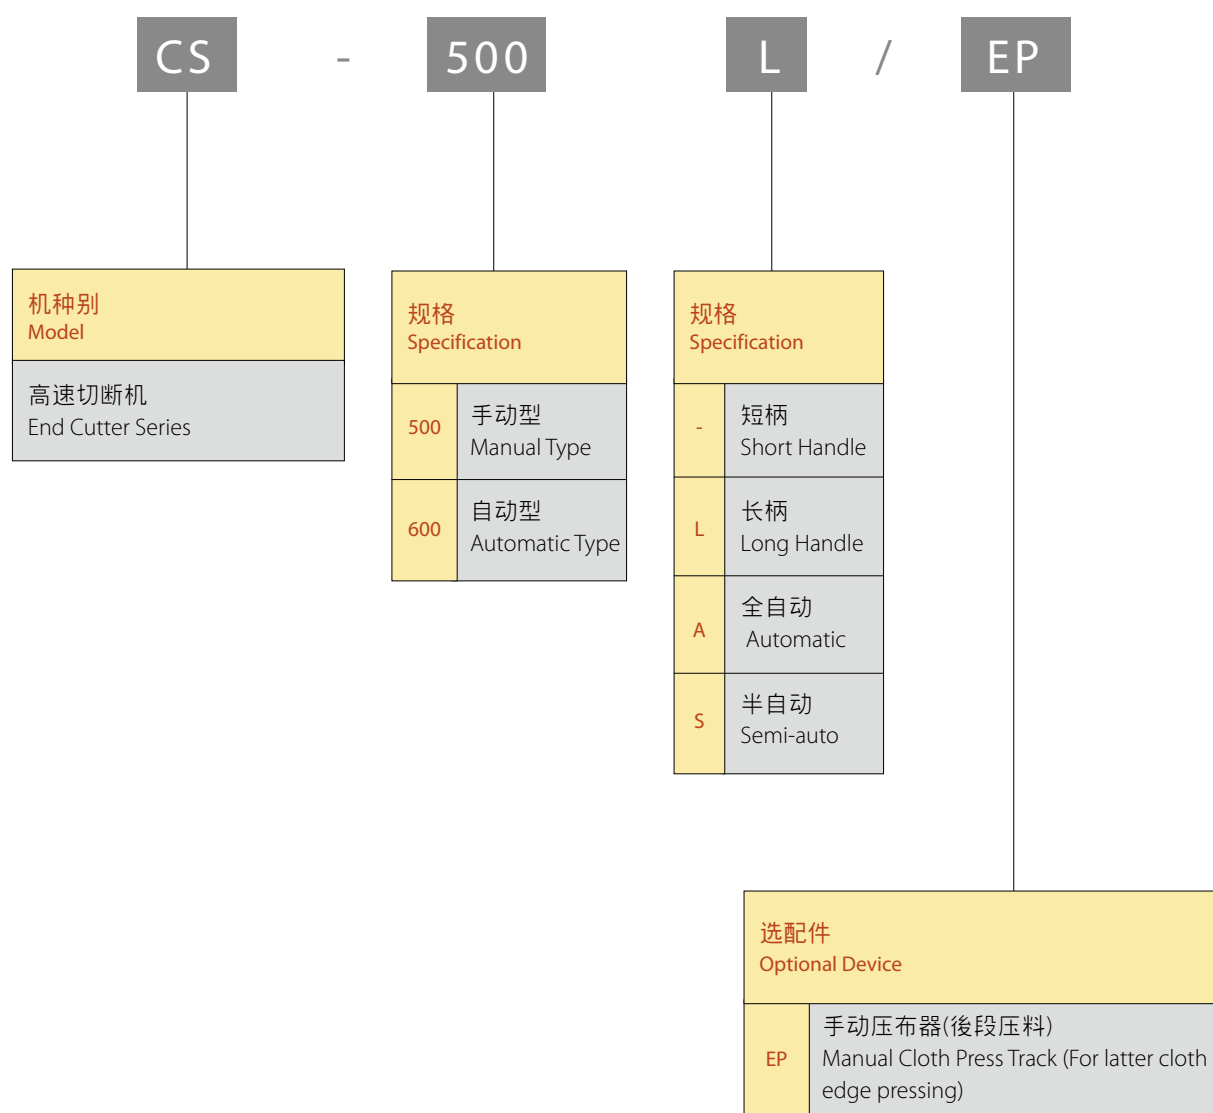 CS - 500 L / EP
机种别
Model
高速切断机
End Cutter Series
规格
Specification
500
手动型
Manual Type
600
自动型
Automatic Type
规格
Specification
-
短柄
Short Handle
L
长柄
Long Handle
A
全自动
Automatic
S
半自动
Semi-auto
选配件
Optional Device
EP
手动压布器(後段压料)
Manual Cloth Press Track (For latter cloth
edge pressing)